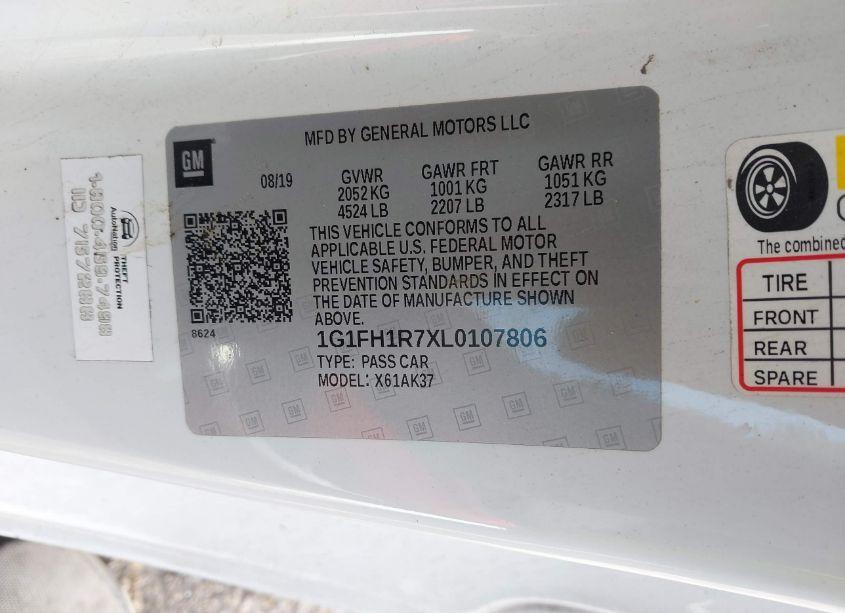 MFD BY GENERAL MOTORS LLC
GM
08/19
GVWR
2052 KG
4524 LB
GAWR FRT
1001 KG
2207 LB
GAWR RR
1051 KG
2317 LB
THIS VEHICLE CONFORMS TO ALL
APPLICABLE U.S. FEDERAL MOTOR
VEHICLE SAFETY, BUMPER, AND THEFT
PREVENTION STANDARDS IN EFFECT ON
THE DATE OF MANUFACTURE SHOWN
ABOVE.
8624
1G1FH1R7XL0107806
TYPE: PASS CAR
MODEL: X61AK37
AutoNation
THEFT
PROTECTION
The combined
TIRE
FRONT
REAR
SPARE